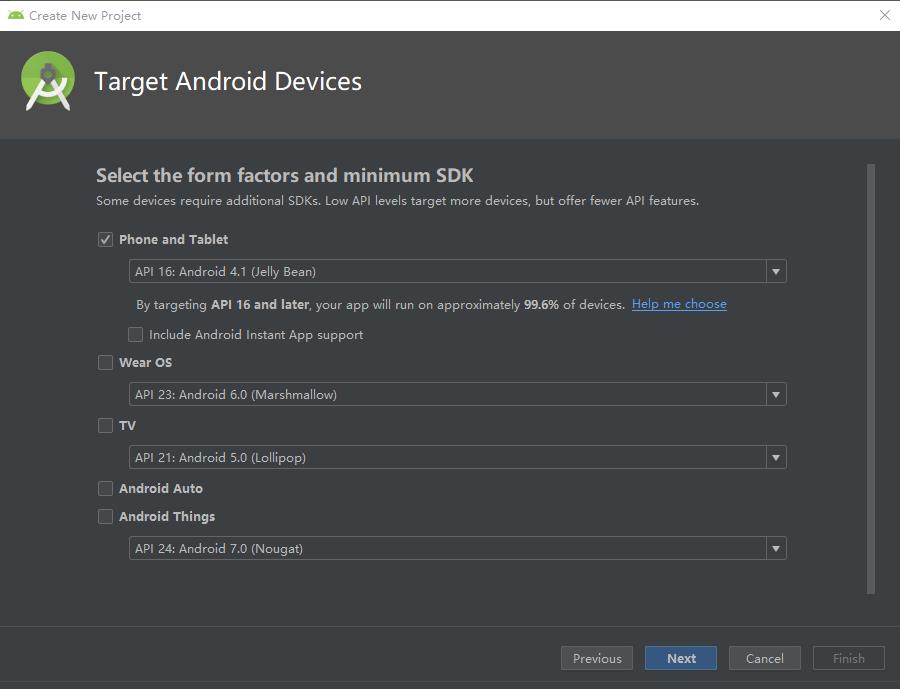 Create New Project
Target Android Devices
Select the form factors and minimum SDK
Some devices require additional SDKs. Low API levels target more devices, but offer fewer API features.
Phone and Tablet
API 16: Android 4.1 (Jelly Bean)
By targeting API 16 and later, your app will run on approximately 99.6% of devices. Help me choose
Include Android Instant App support
Wear OS
API 23: Android 6.0 (Marshmallow)
TV
API 21: Android 5.0 (Lollipop)
Android Auto
Android Things
API 24: Android 7.0 (Nougat)
Previous Next Cancel Finish